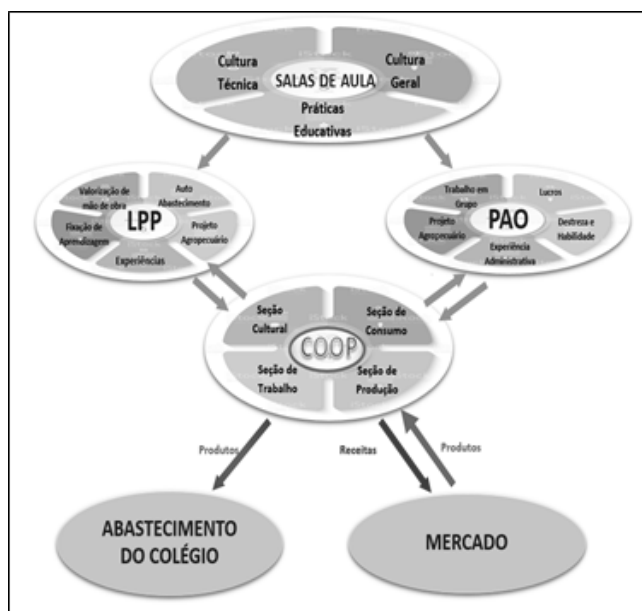 Cultura
Técnica
SALAS DE AULA
Cultura
Geral
Práticas
Educativas
Valorização de
mão de obra
Auto
Abastecimento
LPP
Fixação de
Aprendizagem
Projeto
Agropecuário
Experiências
Trabalho em
Grupo
Lucros
PAO
Projeto
Agropecuário
Destreza e
Habilidade
Experiência
Administrativa
Seção
Cultural
Seção de
Consumo
COOP
Seção de
Trabalho
Seção de
Produção
Produtos
Receitas
Produtos
ABASTECIMENTO
DO COLÉGIO
MERCADO